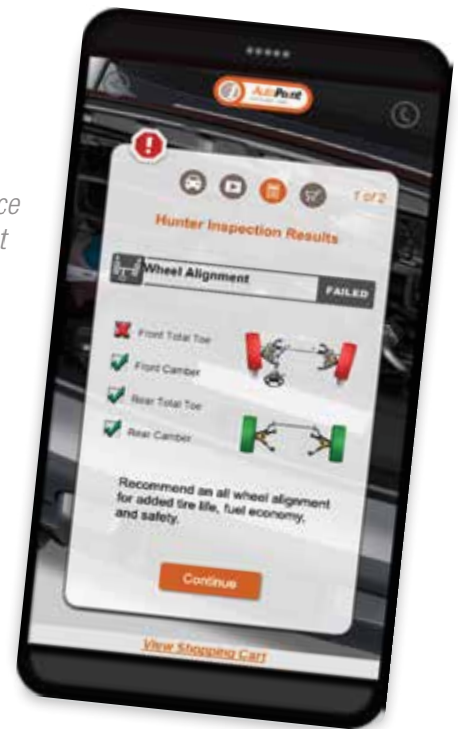 AutoPoint
1 of 2
Hunter Inspection Results
Wheel Alignment
FAILED
Front Total Toe
Front Camber
Rear Total Toe
Rear Camber
Recommend an all wheel alignment
for added tire life, fuel economy,
and safety.
Continue
View Shopping Cart